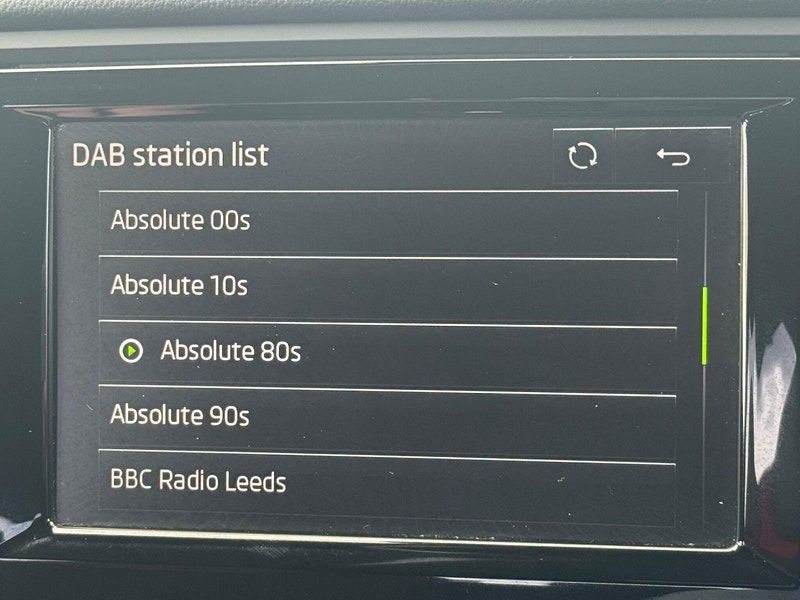 DAB station list
Absolute 00s
Absolute 10s
Absolute 80s
Absolute 90s
BBC Radio Leeds